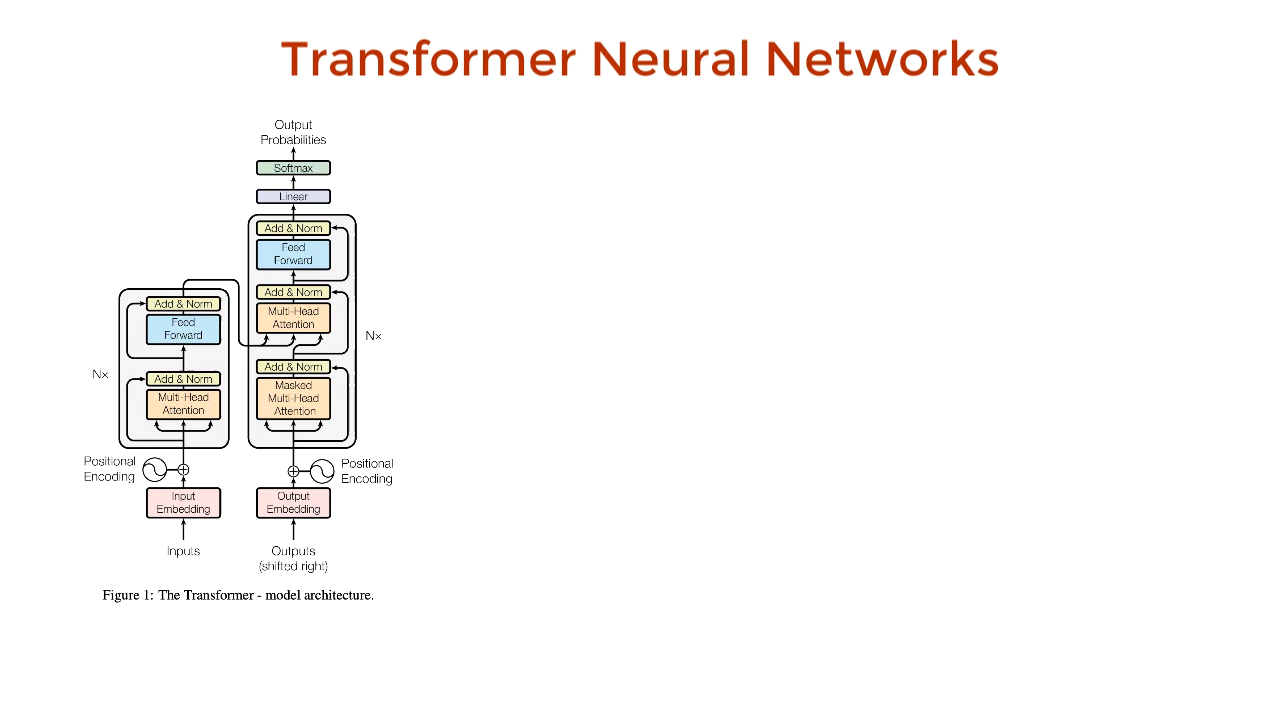 Transformer Neural Networks
Output
Probabilities
Softmax
Linear
Add & Norm
Feed
Forward
Add & Norm
Multi-Head
Attention
Add & Norm
Masked
Multi-Head
Attention
N×
Add & Norm
Feed
Forward
Add & Norm
Multi-Head
Attention
N×
Positional
Encoding
Positional
Encoding
Input
Embedding
Output
Embedding
Inputs
Outputs
(shifted right)
Figure 1: The Transformer - model architecture.